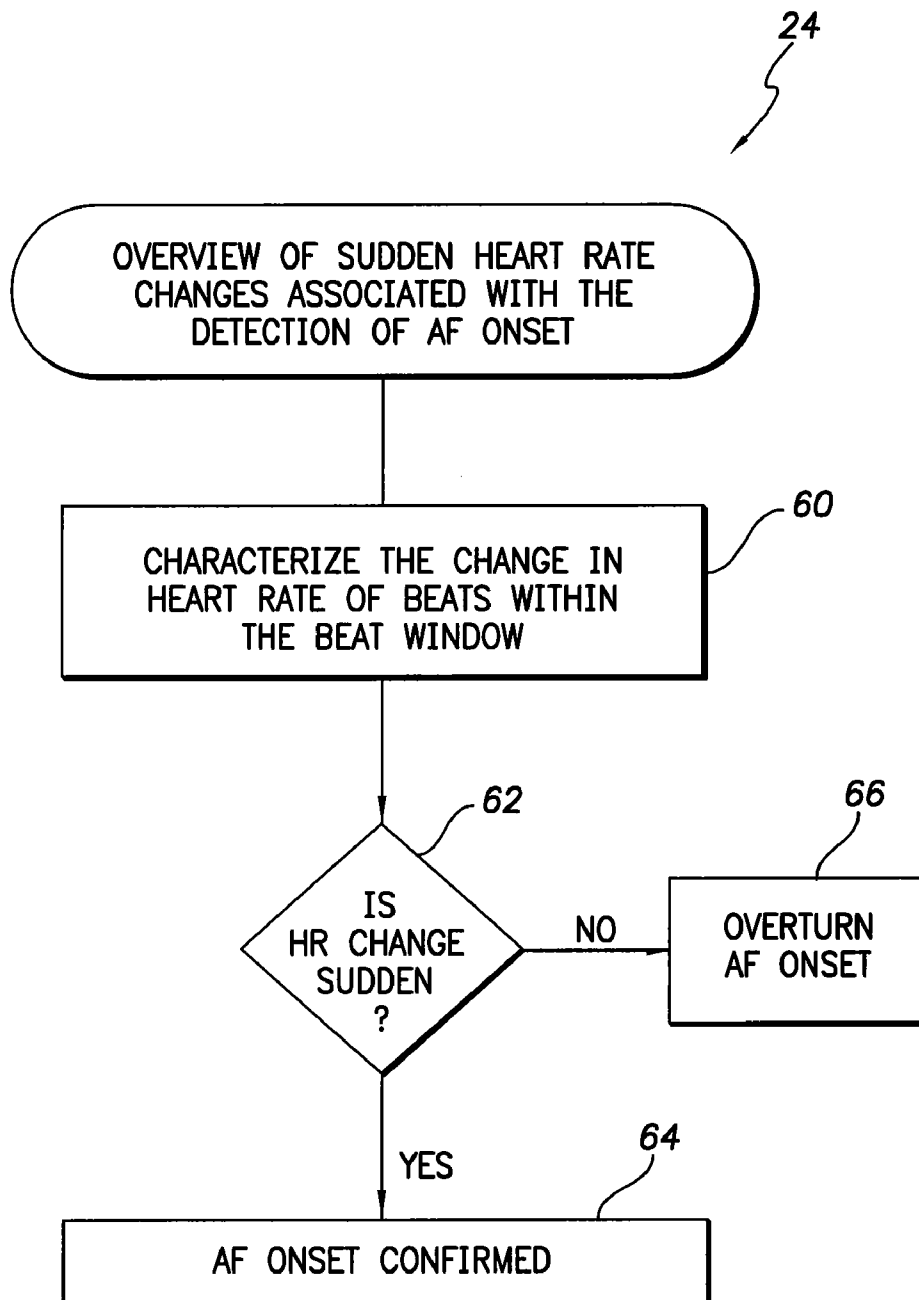 24
OVERVIEW OF SUDDEN HEART RATE
CHANGES ASSOCIATED WITH THE
DETECTION OF AF ONSET
60
CHARACTERIZE THE CHANGE IN
HEART RATE OF BEATS WITHIN
THE BEAT WINDOW
62
IS
HR CHANGE
SUDDEN
?
NO
66
OVERTURN
AF ONSET
YES
64
AF ONSET CONFIRMED